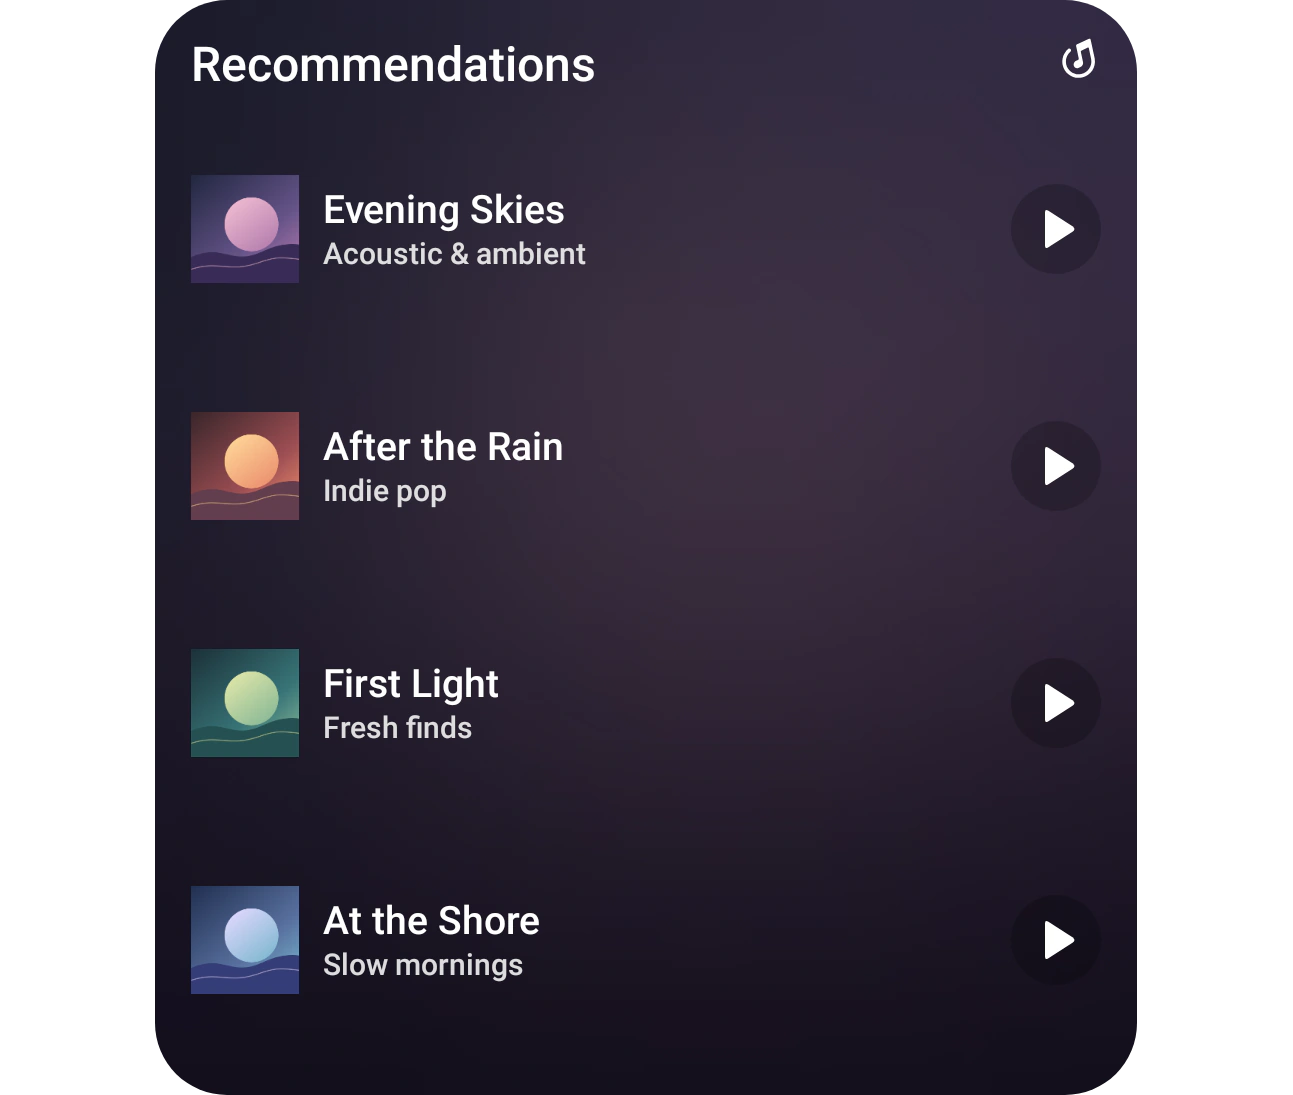 Recommendations
Evening Skies
Acoustic & ambient
After the Rain
Indie pop
First Light
Fresh finds
At the Shore
Slow mornings